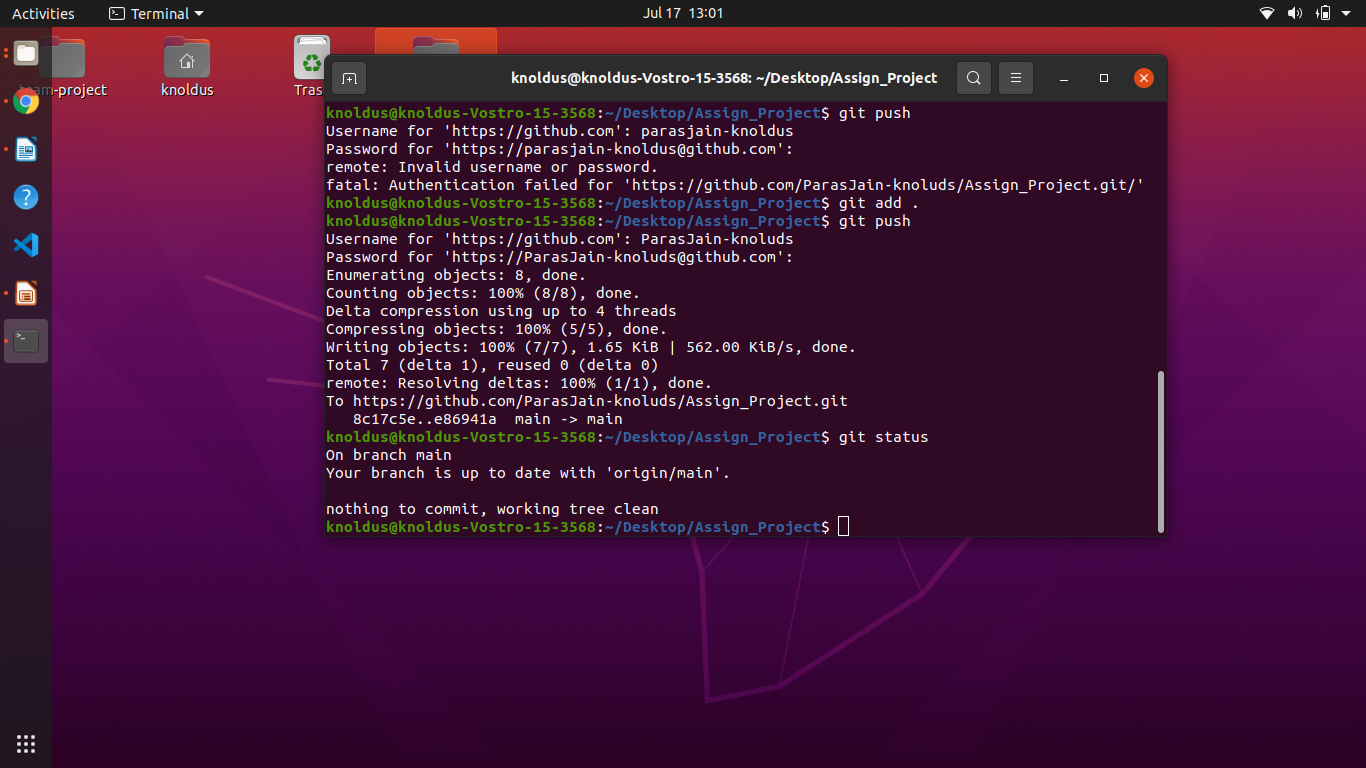 Activities
Terminal
Jul 17 13:01
team-project
knoldus
Tras
knoldus@knoldus-Vostro-15-3568: ~/Desktop/Assign_Project
knoldus@knoldus-Vostro-15-3568:~/Desktop/Assign_Project$ git push
Username for 'https://github.com': parasjain-knoldus
Password for 'https://parasjain-knoldus@github.com':
remote: Invalid username or password.
fatal: Authentication failed for 'https://github.com/ParasJain-knoluds/Assign_Project.git/'
knoldus@knoldus-Vostro-15-3568:~/Desktop/Assign_Project$ git add .
knoldus@knoldus-Vostro-15-3568:~/Desktop/Assign_Project$ git push
Username for 'https://github.com': ParasJain-knoluds
Password for 'https://ParasJain-knoluds@github.com':
Enumerating objects: 8, done.
Counting objects: 100% (8/8), done.
Delta compression using up to 4 threads
Compressing objects: 100% (5/5), done.
Writing objects: 100% (7/7), 1.65 KiB | 562.00 KiB/s, done.
Total 7 (delta 1), reused 0 (delta 0)
remote: Resolving deltas: 100% (1/1), done.
To https://github.com/ParasJain-knoluds/Assign_Project.git
8c17c5e..e86941a  main -> main
knoldus@knoldus-Vostro-15-3568:~/Desktop/Assign_Project$ git status
On branch main
Your branch is up to date with 'origin/main'.
nothing to commit, working tree clean
knoldus@knoldus-Vostro-15-3568:~/Desktop/Assign_Project$